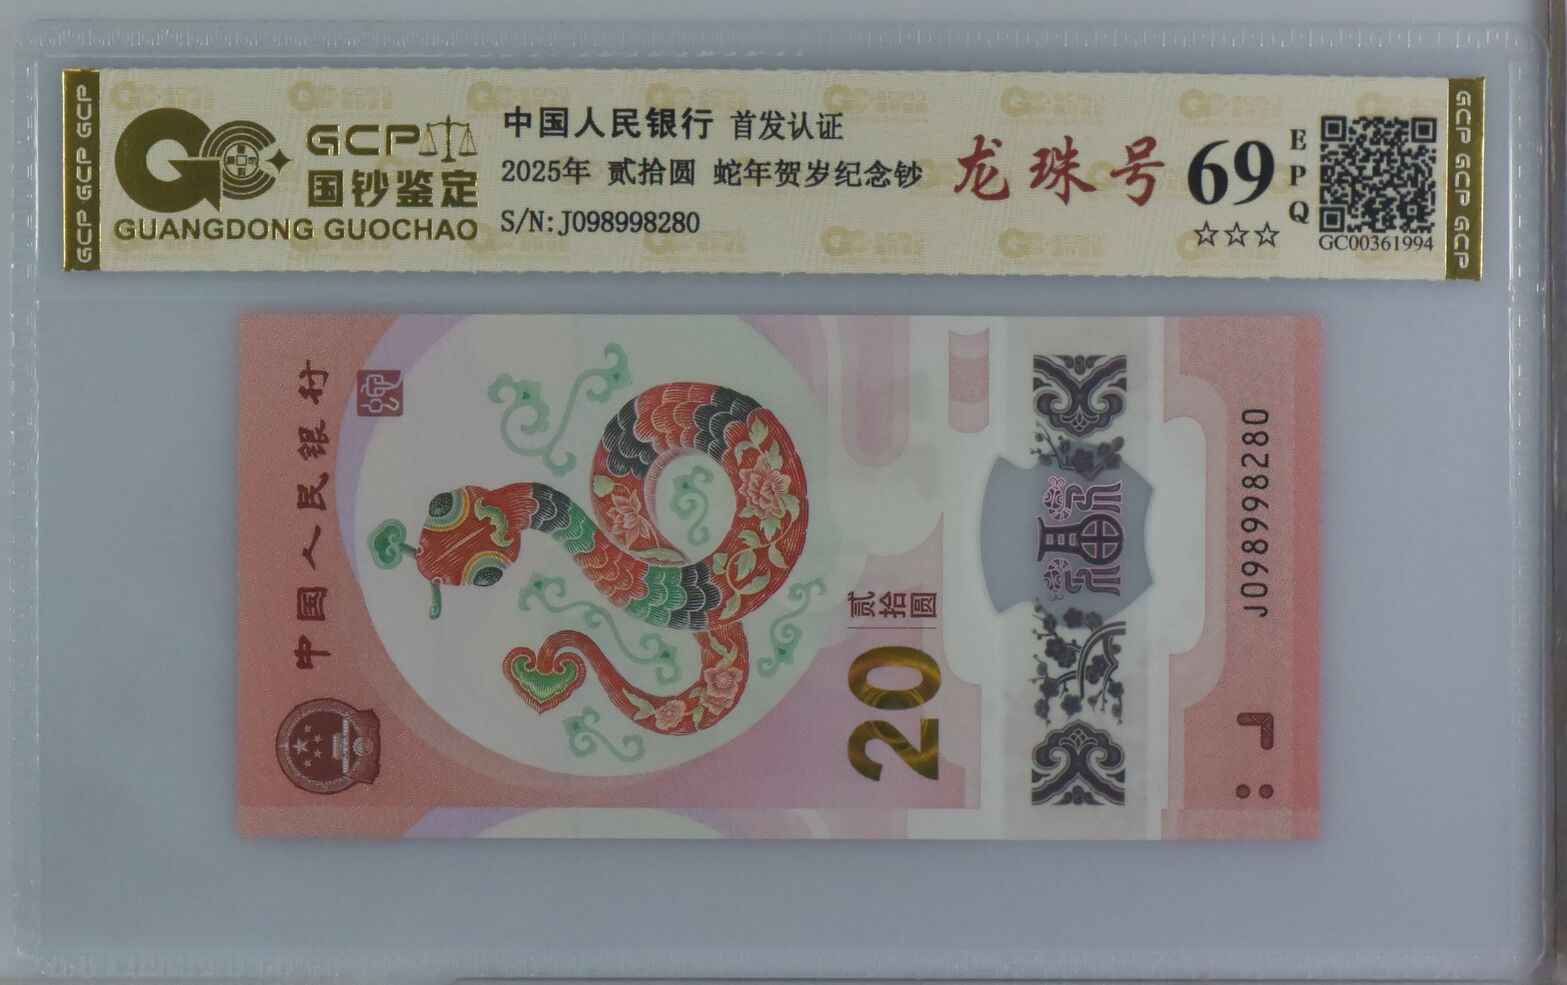 GCP GCP GCP
GCP
国钞鉴定
GUANGDONG GUOCHAO
中国人民银行 首发认证
2025年 贰拾圆 蛇年贺岁纪念钞
S/N:J098998280
龙珠号
69
EPQ
☆☆☆
GC00361994
GCP GCP GCP
中国人民银行
贰拾圆
20
福
J098998280